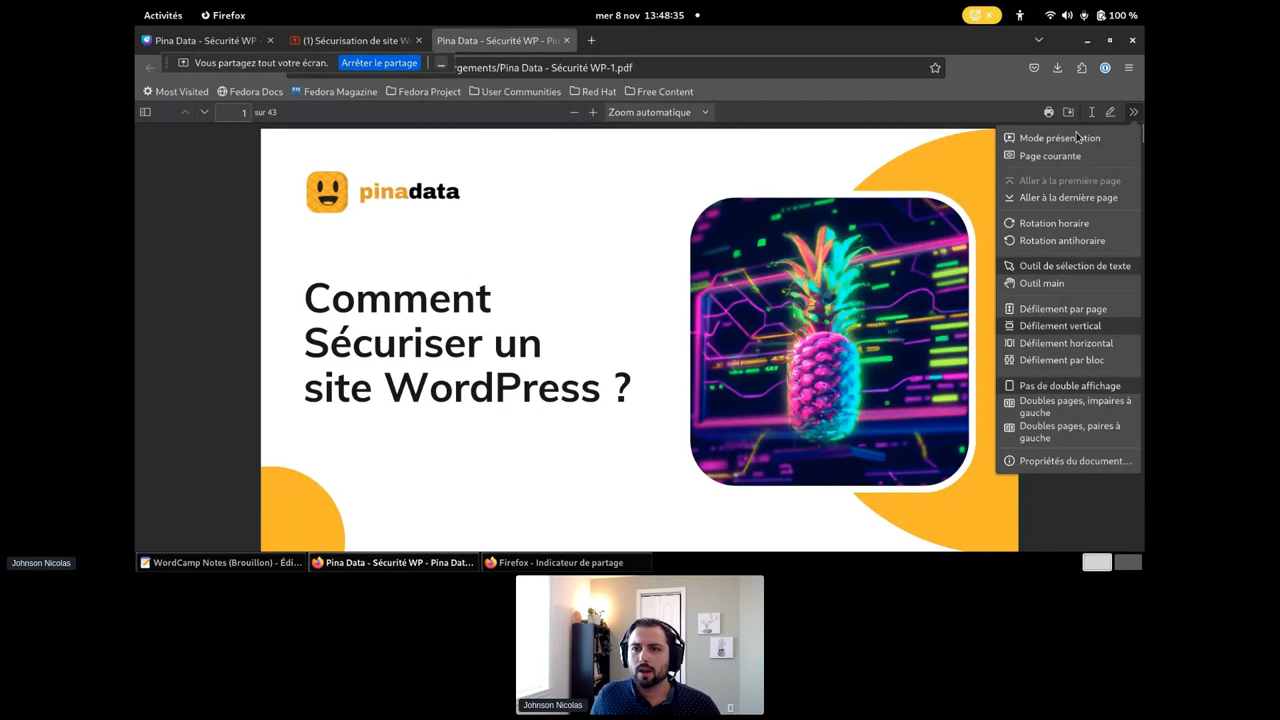 Activités
Firefox
mer 8 nov 13:48:35
100 %
Pina Data - Sécurité WP -
(1) Sécurisation de site W
Pina Data - Sécurité WP - Pin
Vous partagez tout votre écran.
Arrêter le partage
gements/Pina Data - Sécurité WP-1.pdf
Most Visited
Fedora Docs
Fedora Magazine
Fedora Project
User Communities
Red Hat
Free Content
1
sur 43
Zoom automatique
pinadata
Comment
Sécuriser un
site WordPress ?
Mode présentation
Page courante
Aller à la première page
Aller à la dernière page
Rotation horaire
Rotation antihoraire
Outil de sélection de texte
Outil main
Défilement par page
Défilement vertical
Défilement horizontal
Défilement par bloc
Pas de double affichage
Doubles pages, impaires à
gauche
Doubles pages, paires à
gauche
Propriétés du document...
WordCamp Notes (Brouillon) - Édi...
Pina Data - Sécurité WP - Pina Dat...
Firefox - Indicateur de partage
Johnson Nicolas
Johnson Nicolas